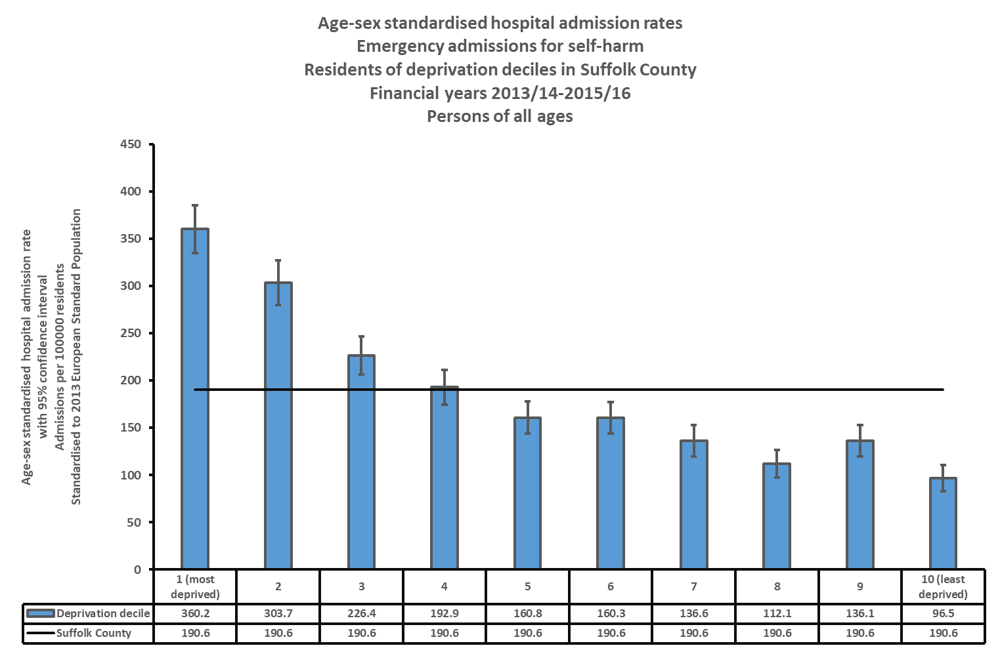 Age-sex standardised hospital admission rates
Emergency admissions for self-harm
Residents of deprivation deciles in Suffolk County
Financial years 2013/14-2015/16
Persons of all ages
Age-sex standardised hospital admission rate
with 95% confidence interval
Admissions per 100000 residents
Standardised to 2013 European Standard Population
450
400
350
300
250
200
150
100
50
0
1 (most deprived) 2 3 4 5 6 7 8 9 10 (least deprived)
Deprivation decile 360.2 303.7 226.4 192.9 160.8 160.3 136.6 112.1 136.1 96.5
Suffolk County 190.6 190.6 190.6 190.6 190.6 190.6 190.6 190.6 190.6 190.6